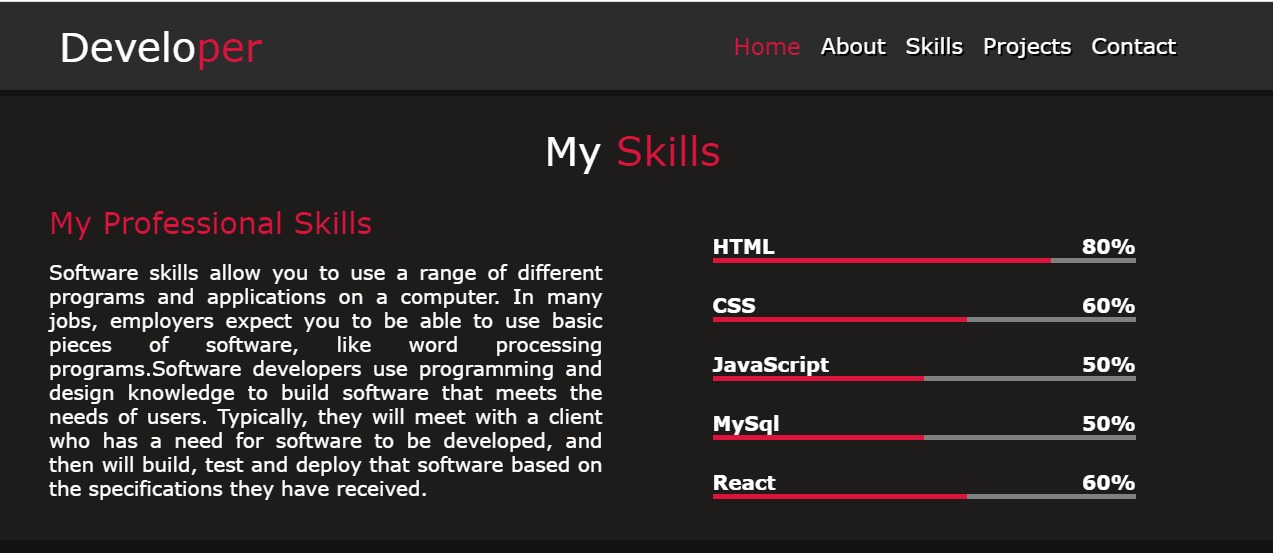 Developer
Home About Skills Projects Contact
My Skills
My Professional Skills
Software skills allow you to use a range of different
programs and applications on a computer. In many
jobs, employers expect you to be able to use basic
pieces of software, like word processing
programs.Software developers use programming and
design knowledge to build software that meets the
needs of users. Typically, they will meet with a client
who has a need for software to be developed, and
then will build, test and deploy that software based on
the specifications they have received.
HTML 80%
CSS 60%
JavaScript 50%
MySql 50%
React 60%